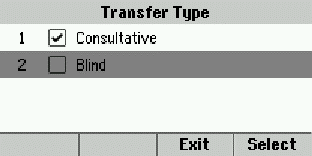 Transfer Type
1 Consultative
2 Blind
Exit Select